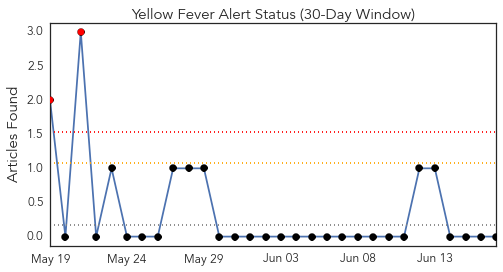 Yellow Fever Alert Status (30-Day Window)
Articles Found
3.0
2.5
2.0
1.5
1.0
0.5
0.0
May 19 May 24 May 29 Jun 03 Jun 08 Jun 13